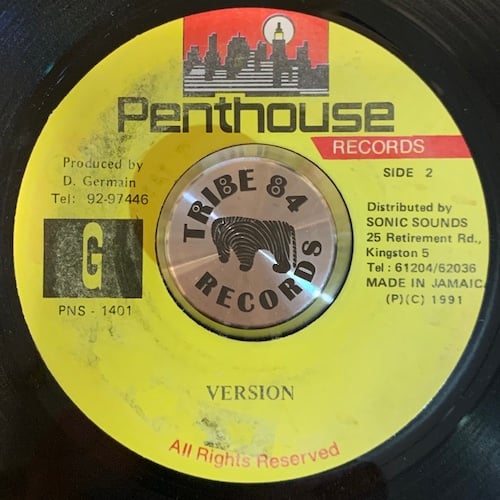 Penthouse
RECORDS
SIDE 2
Produced by
D. Germain
Tel: 92-97446
G
PNS - 1401
TRIBE 84
RECORDS
Distributed by
SONIC SOUNDS
25 Retirement Rd.,
Kingston 5
Tel : 61204/62036
MADE IN JAMAICA
(P)(C) 1991
VERSION
All Rights Reserved